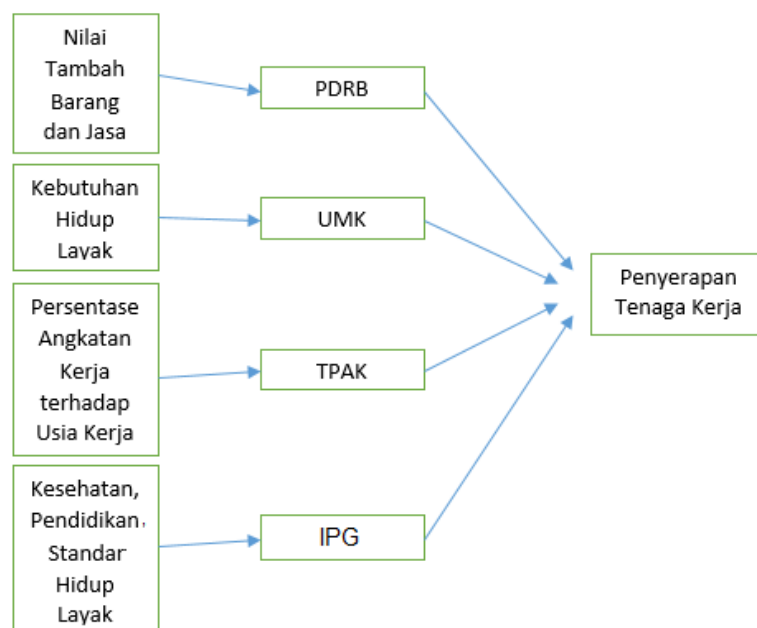 Nilai
Tambah
Barang
dan Jasa
PDRB
Kebutuhan
Hidup
Layak
UMK
Penyerapan
Tenaga Kerja
Persentase
Angkatan
Kerja
terhadap
Usia Kerja
TPAK
Kesehatan,
Pendidikan,
Standar
Hidup
Layak
IPG